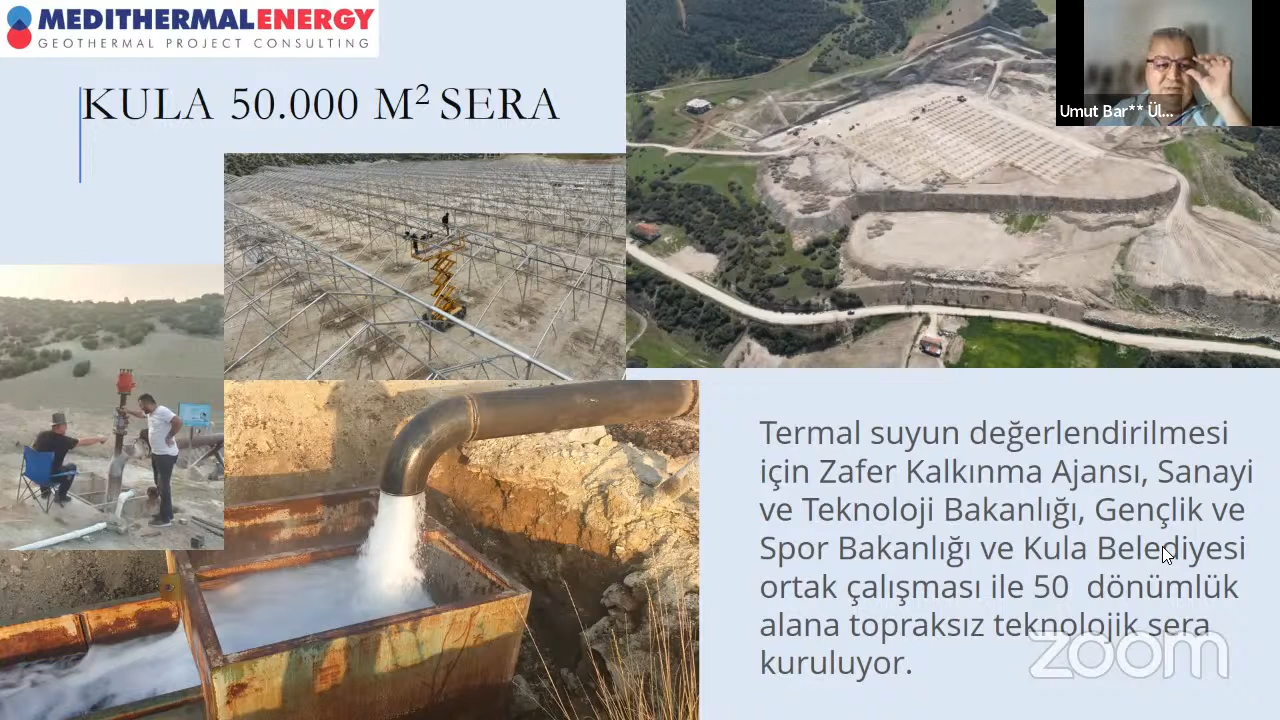 MEDITHERMALENERGY
GEOTHERMAL PROJECT CONSULTING
KULA 50.000 M² SERA
Umut Bar** Ül...
Termal suyun değerlendirilmesi
için Zafer Kalkınma Ajansı, Sanayi
ve Teknoloji Bakanlığı, Gençlik ve
Spor Bakanlığı ve Kula Belediyesi
ortak çalışması ile 50 dönümlük
alana topraksız teknolojik sera
kuruluyor.
zoom